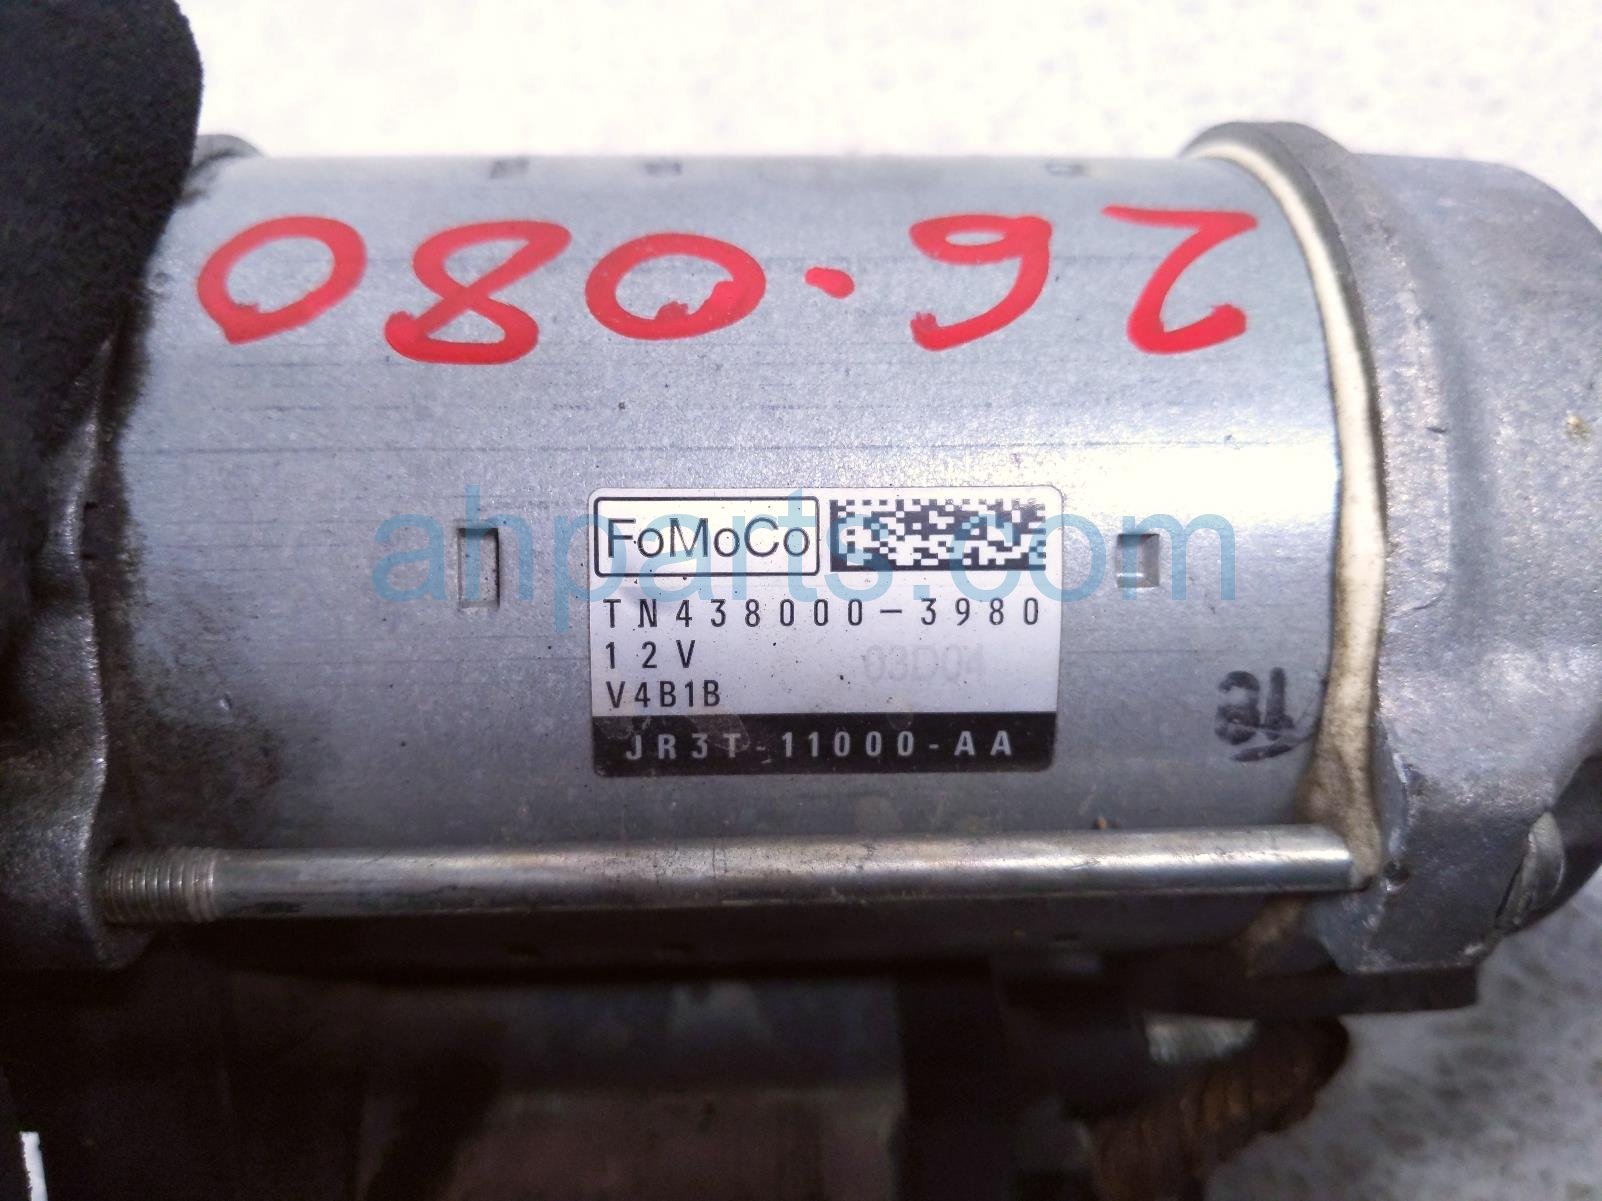 26.080
FoMoCo
TN438000-3980
12V 03D04
V4B1B
JR3T-11000-AA
ahparts.com